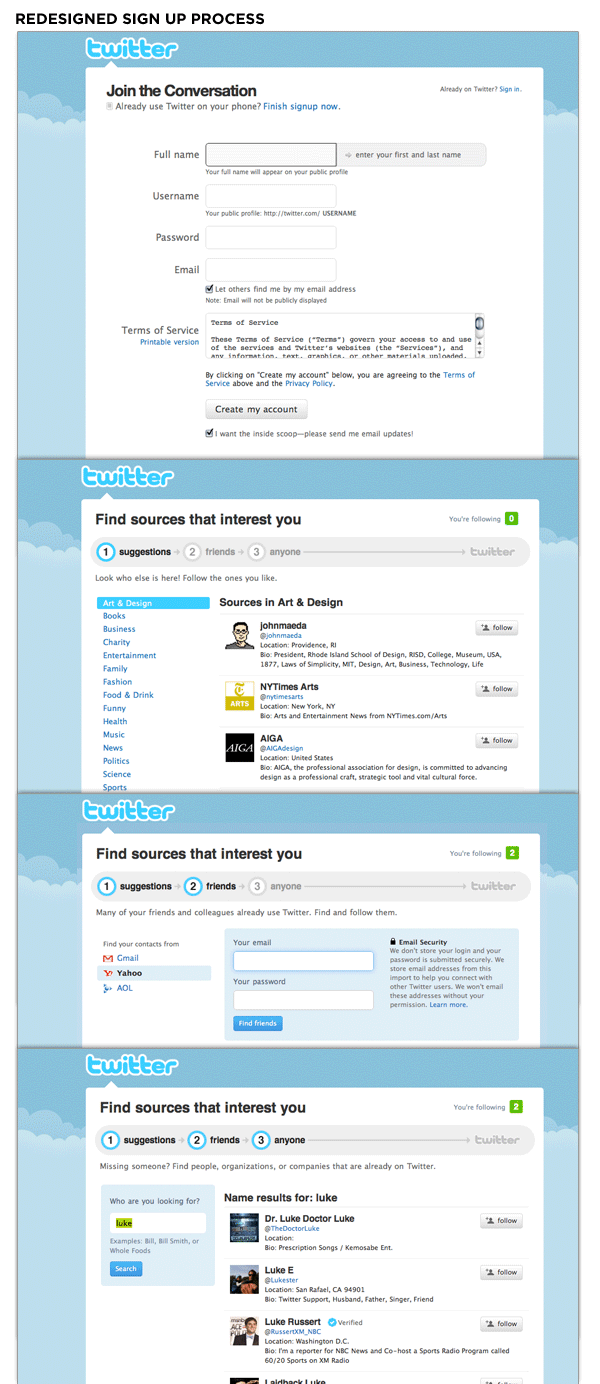 REDESIGNED SIGN UP PROCESS
twitter
Join the Conversation
Already on Twitter? Sign in.
Already use Twitter on your phone? Finish signup now.
Full name
enter your first and last name
Your full name will appear on your public profile
Username
Your public profile: http://twitter.com/ USERNAME
Password
Email
Let others find me by my email address
Note: Email will not be publicly displayed
Terms of Service
Printable version
Terms of Service
These Terms of Service ("Terms") govern your access to and use
of the services and Twitter's websites (the "Services"), and
any information, text, graphics, or other materials uploaded,
By clicking on "Create my account" below, you are agreeing to the Terms of
Service above and the Privacy Policy.
Create my account
I want the inside scoop—please send me email updates!
twitter
Find sources that interest you
You're following 0
1 suggestions 2 friends 3 anyone twitter
Look who else is here! Follow the ones you like.
Art & Design
Books
Business
Charity
Entertainment
Family
Fashion
Food & Drink
Funny
Health
Music
News
Politics
Science
Sports
Sources in Art & Design
johnmaeda
follow
@johnmaeda
Location: Providence, RI
Bio: President, Rhode Island School of Design, RISD, College, Museum, USA,
1877, Laws of Simplicity, MIT, Design, Art, Business, Technology, Life
T
ARTS
NYTimes Arts
follow
@nytimesarts
Location: New York, NY
Bio: Arts and Entertainment News from NYTimes.com/Arts
AIGA
AIGA
follow
@AIGAdesign
Location: United States
Bio: AIGA, the professional association for design, is committed to advancing
design as a professional craft, strategic tool and vital cultural force.
twitter
Find sources that interest you
You're following 2
1 suggestions 2 friends 3 anyone twitter
Many of your friends and colleagues already use Twitter. Find and follow them.
Find your contacts from
Gmail
Yahoo
AOL
Your email
Your password
Find friends
Email Security
We don't store your login and your
password is submitted securely. We
store email addresses from this
import to help you connect with
other Twitter users. We won't email
these addresses without your
permission. Learn more.
twitter
Find sources that interest you
You're following 2
1 suggestions 2 friends 3 anyone twitter
Missing someone? Find people, organizations, or companies that are already on Twitter.
Who are you looking for?
luke
Examples: Bill, Bill Smith, or
Whole Foods
Search
Name results for: luke
Dr. Luke Doctor Luke
follow
@TheDoctorLuke
Location:
Bio: Prescription Songs / Kemosabe Ent.
Luke E
follow
@Lukester
Location: San Rafael, CA 94901
Bio: Twitter Support, Husband, Father, Singer, Friend
Luke Russert Verified
follow
@RussertXM_NBC
Location: Washington D.C.
Bio: I'm a reporter for NBC News and Co-host a Sports Radio Program called
60/20 Sports on XM Radio
Laidback Luke